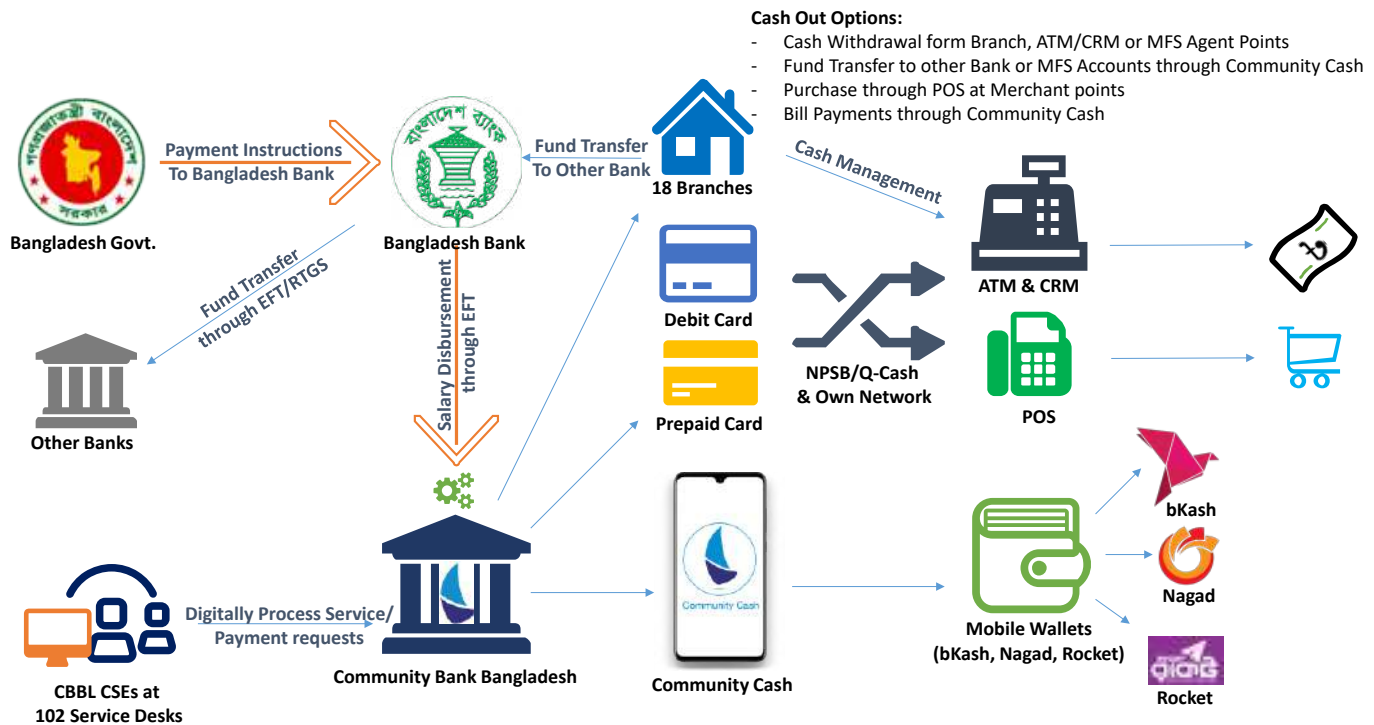 Cash Out Options:
- Cash Withdrawal form Branch, ATM/CRM or MFS Agent Points
- Fund Transfer to other Bank or MFS Accounts through Community Cash
- Purchase through POS at Merchant points
- Bill Payments through Community Cash
গণপ্রজাতন্ত্রী বাংলাদেশ
সরকার
Bangladesh Govt.
Payment Instructions
To Bangladesh Bank
বাংলাদেশ ব্যাংক
Bangladesh Bank
Fund Transfer
To Other Bank
18 Branches
Cash Management
ATM & CRM
৳
Fund Transfer
through EFT/RTGS
Other Banks
Salary Disbursement
through EFT
Debit Card
Prepaid Card
NPSB/Q-Cash
& Own Network
POS
CBBL CSEs at
102 Service Desks
Digitally Process Service/
Payment requests
Community Bank Bangladesh
Community Cash
Community Cash
Mobile Wallets
(bKash, Nagad, Rocket)
bKash
Nagad
রকেট
Rocket